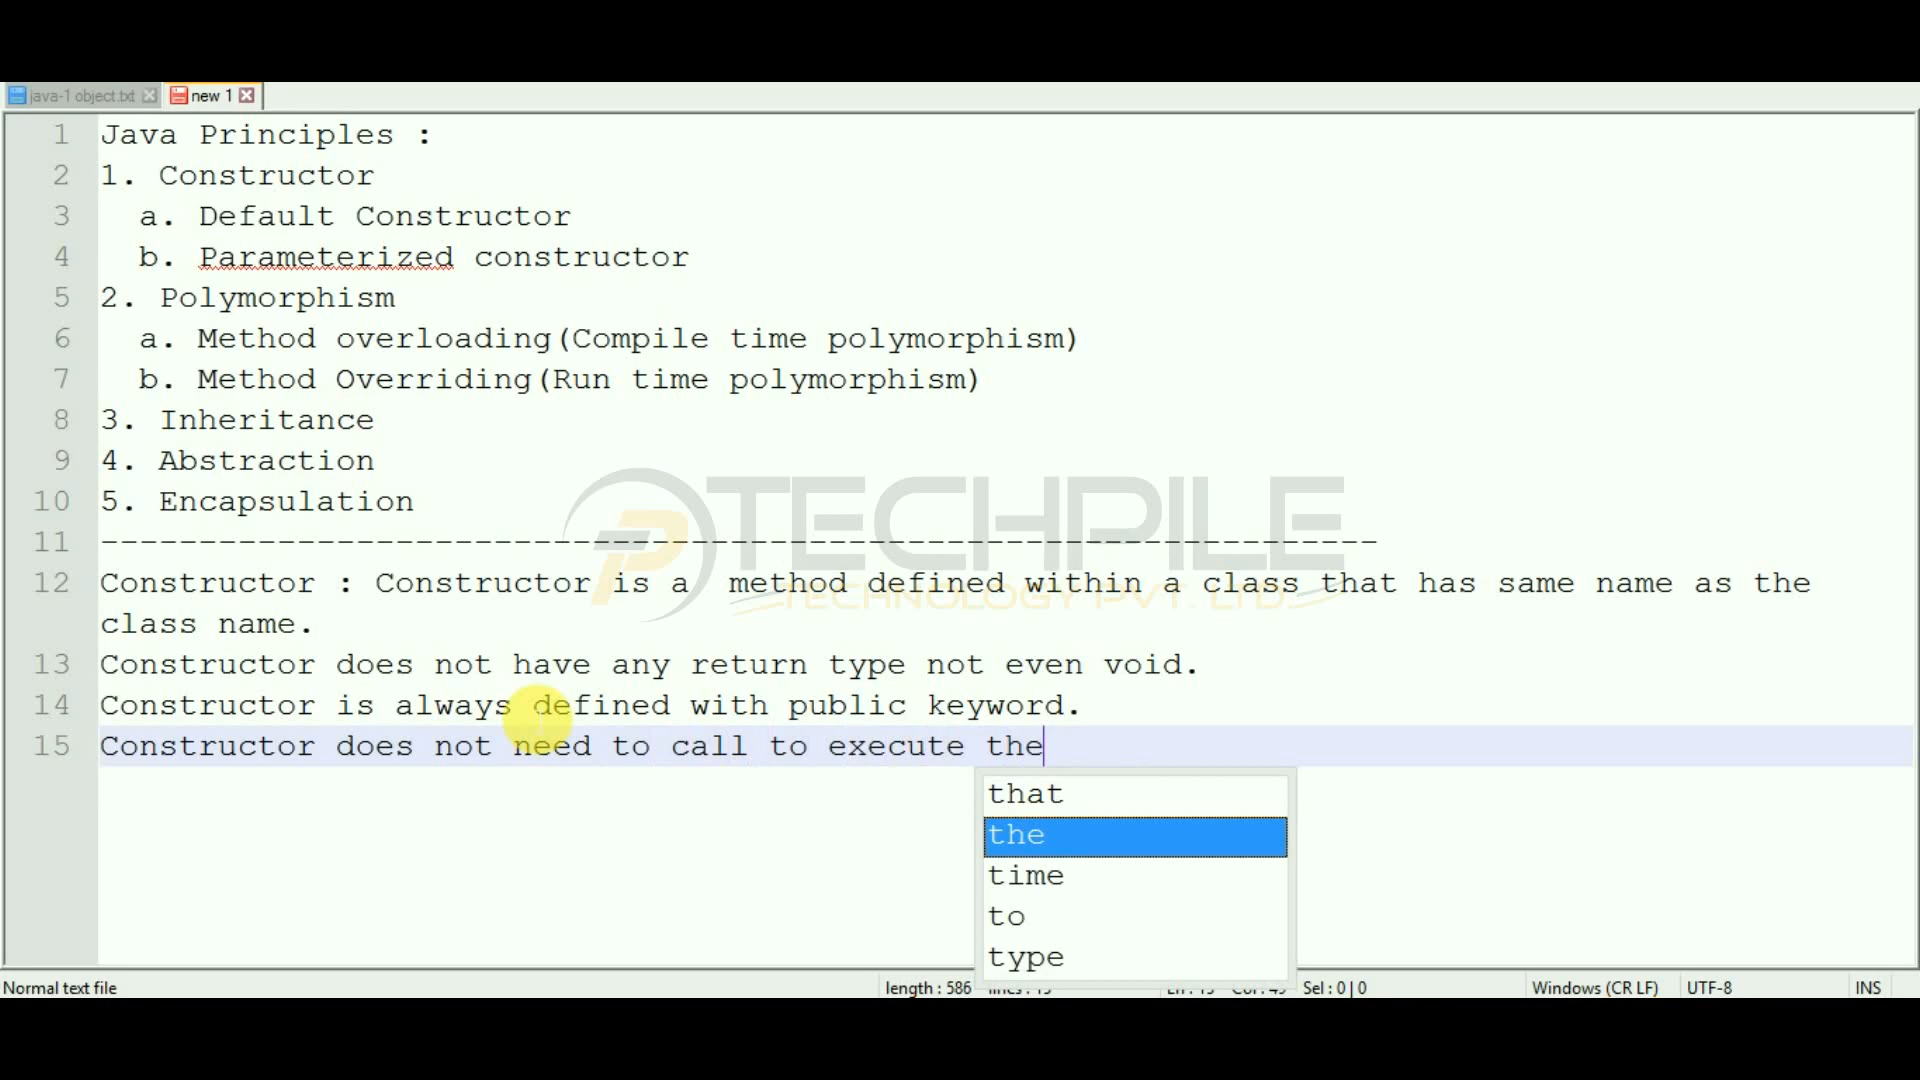 java-1 object.txt new 1
1 Java Principles :
2 1. Constructor
3 a. Default Constructor
4 b. Parameterized constructor
5 2. Polymorphism
6 a. Method overloading(Compile time polymorphism)
7 b. Method Overriding(Run time polymorphism)
8 3. Inheritance
9 4. Abstraction
10 5. Encapsulation
11 -----------------------------------------------------------------
TECHPILE
TECHNOLOGY PVT. LTD.
12 Constructor : Constructor is a  method defined within a class that has same name as the
class name.
13 Constructor does not have any return type not even void.
14 Constructor is always defined with public keyword.
15 Constructor does not need to call to execute the
that
the
time
to
type
Normal text file length : 586 Sel : 0 | 0 Windows (CR LF) UTF-8 INS